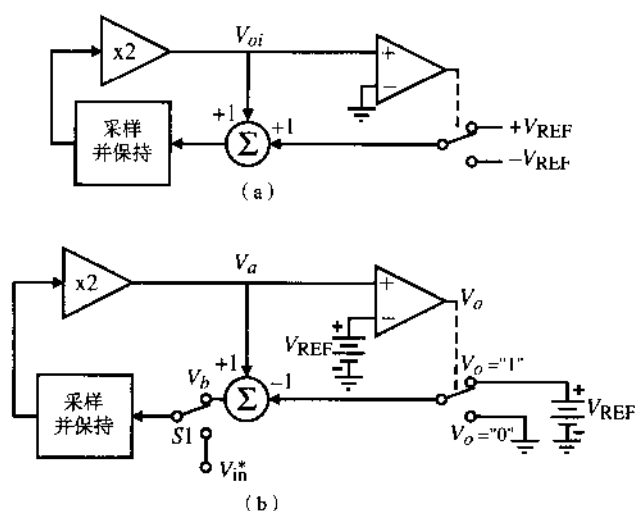 x2
V_oi
+
−
采样
并保持
+1
Σ
+1
+V_REF
−V_REF
(a)
x2
V_a
+
−
V_o
+
V_REF
-
采样
并保持
V_b
+1
Σ
−1
S1
V_in*
V_o="1"
V_o="0"
+
V_REF
-
(b)